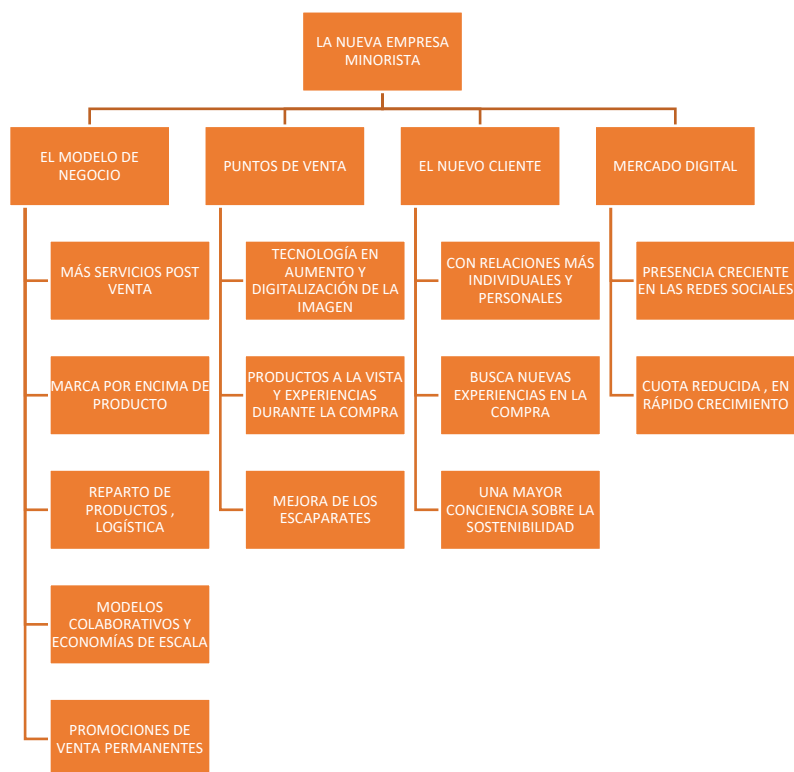 LA NUEVA EMPRESA
MINORISTA
EL MODELO DE
NEGOCIO
PUNTOS DE VENTA
EL NUEVO CLIENTE
MERCADO DIGITAL
MÁS SERVICIOS POST
VENTA
MARCA POR ENCIMA DE
PRODUCTO
REPARTO DE
PRODUCTOS ,
LOGÍSTICA
MODELOS
COLABORATIVOS Y
ECONOMÍAS DE ESCALA
PROMOCIONES DE
VENTA PERMANENTES
TECNOLOGÍA EN
AUMENTO Y
DIGITALIZACIÓN DE LA
IMAGEN
PRODUCTOS A LA VISTA
Y EXPERIENCIAS
DURANTE LA COMPRA
MEJORA DE LOS
ESCAPARATES
CON RELACIONES MÁS
INDIVIDUALES Y
PERSONALES
BUSCA NUEVAS
EXPERIENCIAS EN LA
COMPRA
UNA MAYOR
CONCIENCIA SOBRE LA
SOSTENIBILIDAD
PRESENCIA CRECIENTE
EN LAS REDES SOCIALES
CUOTA REDUCIDA , EN
RÁPIDO CRECIMIENTO